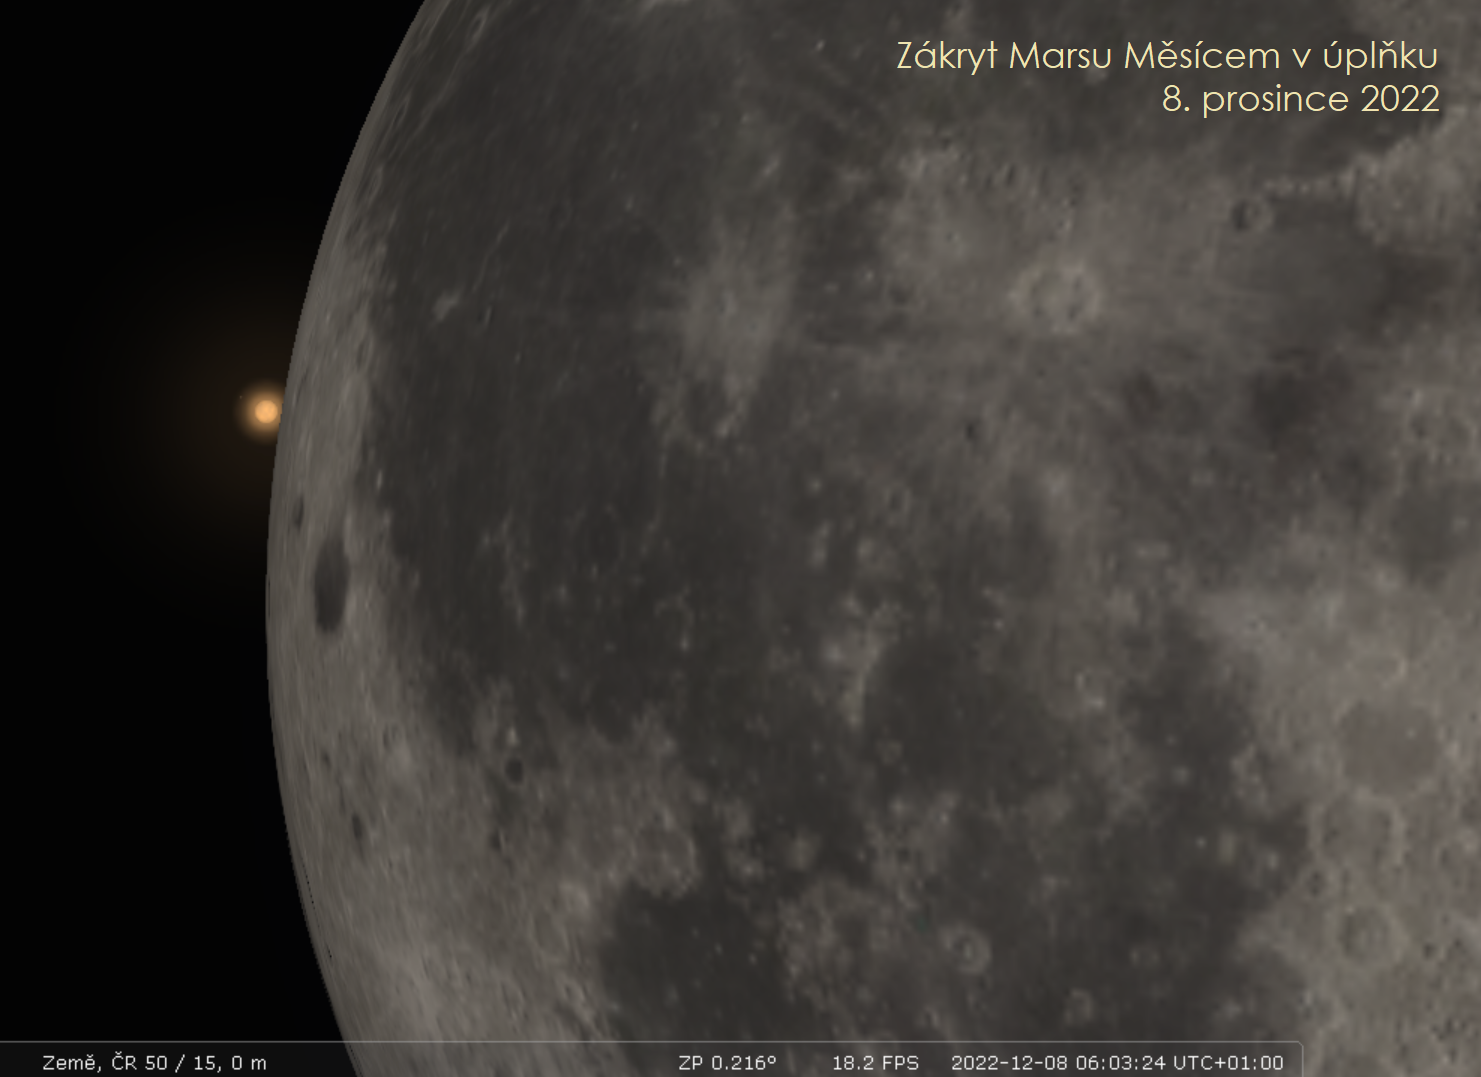 Zákryt Marsu Měsícem v úplňku
8. prosince 2022
Země, ČR 50 / 15, 0 m ZP 0.216° 18.2 FPS 2022-12-08 06:03:24 UTC+01:00